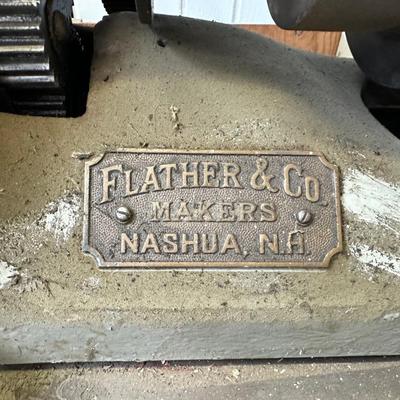 FLATHER & CO.
MAKERS
NASHUA, N.H.